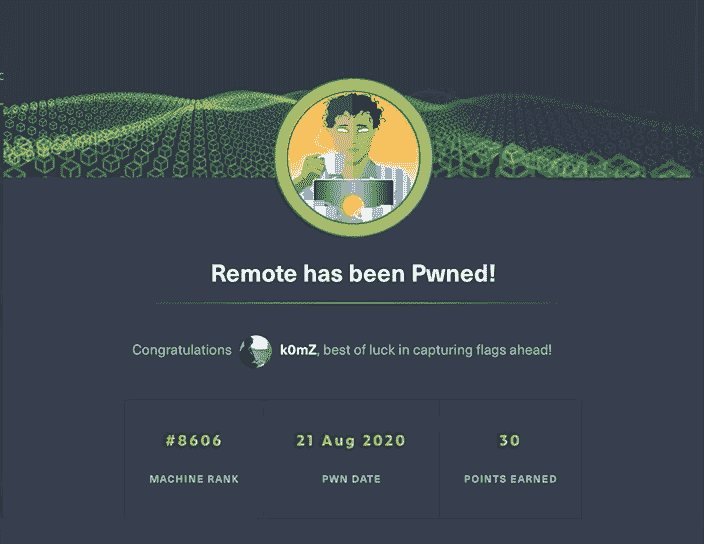 Remote has been Pwned!
Congratulations k0mZ, best of luck in capturing flags ahead!
#8606 21 Aug 2020 30
MACHINE RANK PWN DATE POINTS EARNED